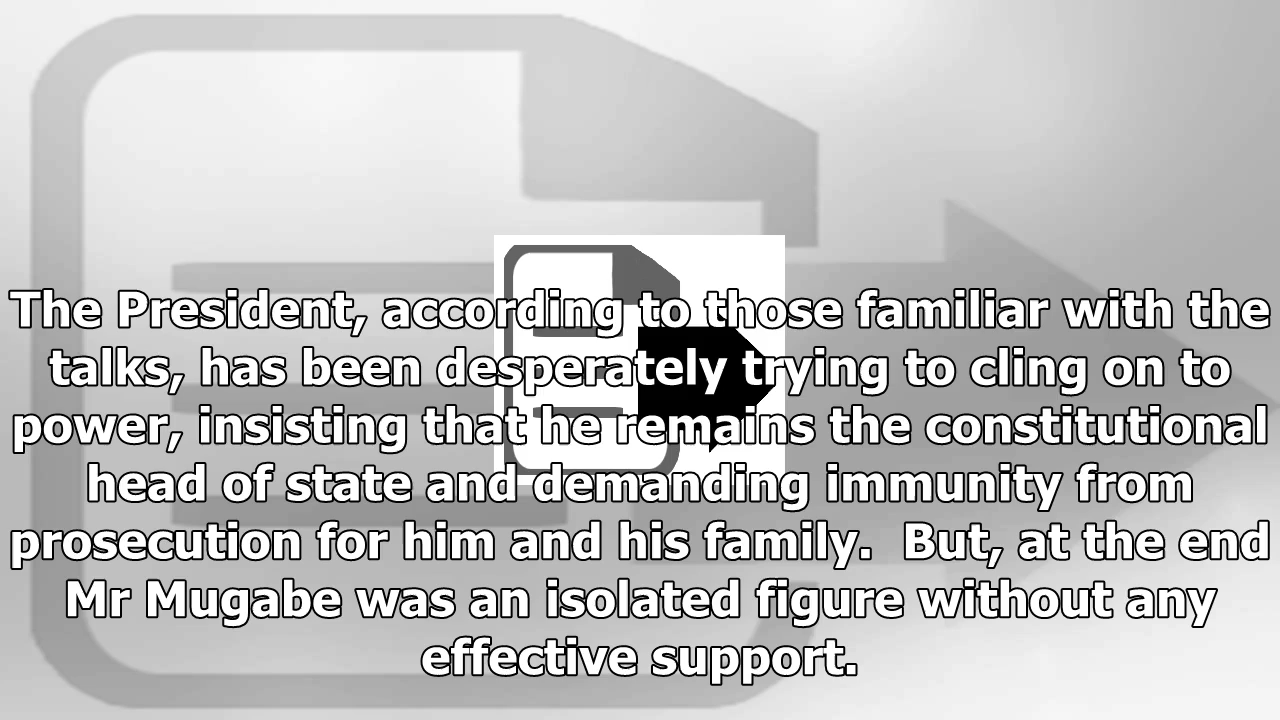 The President, according to those familiar with the
talks, has been desperately trying to cling on to
power, insisting that he remains the constitutional
head of state and demanding immunity from
prosecution for him and his family.  But, at the end
Mr Mugabe was an isolated figure without any
effective support.